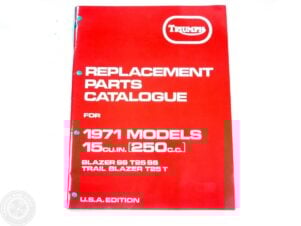 TRIUMPH
REPLACEMENT
PARTS
CATALOGUE
FOR
1971 MODELS
15CU.IN. [250C.C.]
BLAZER SS T25 SS
TRAIL BLAZER T25 T
U.S.A. EDITION